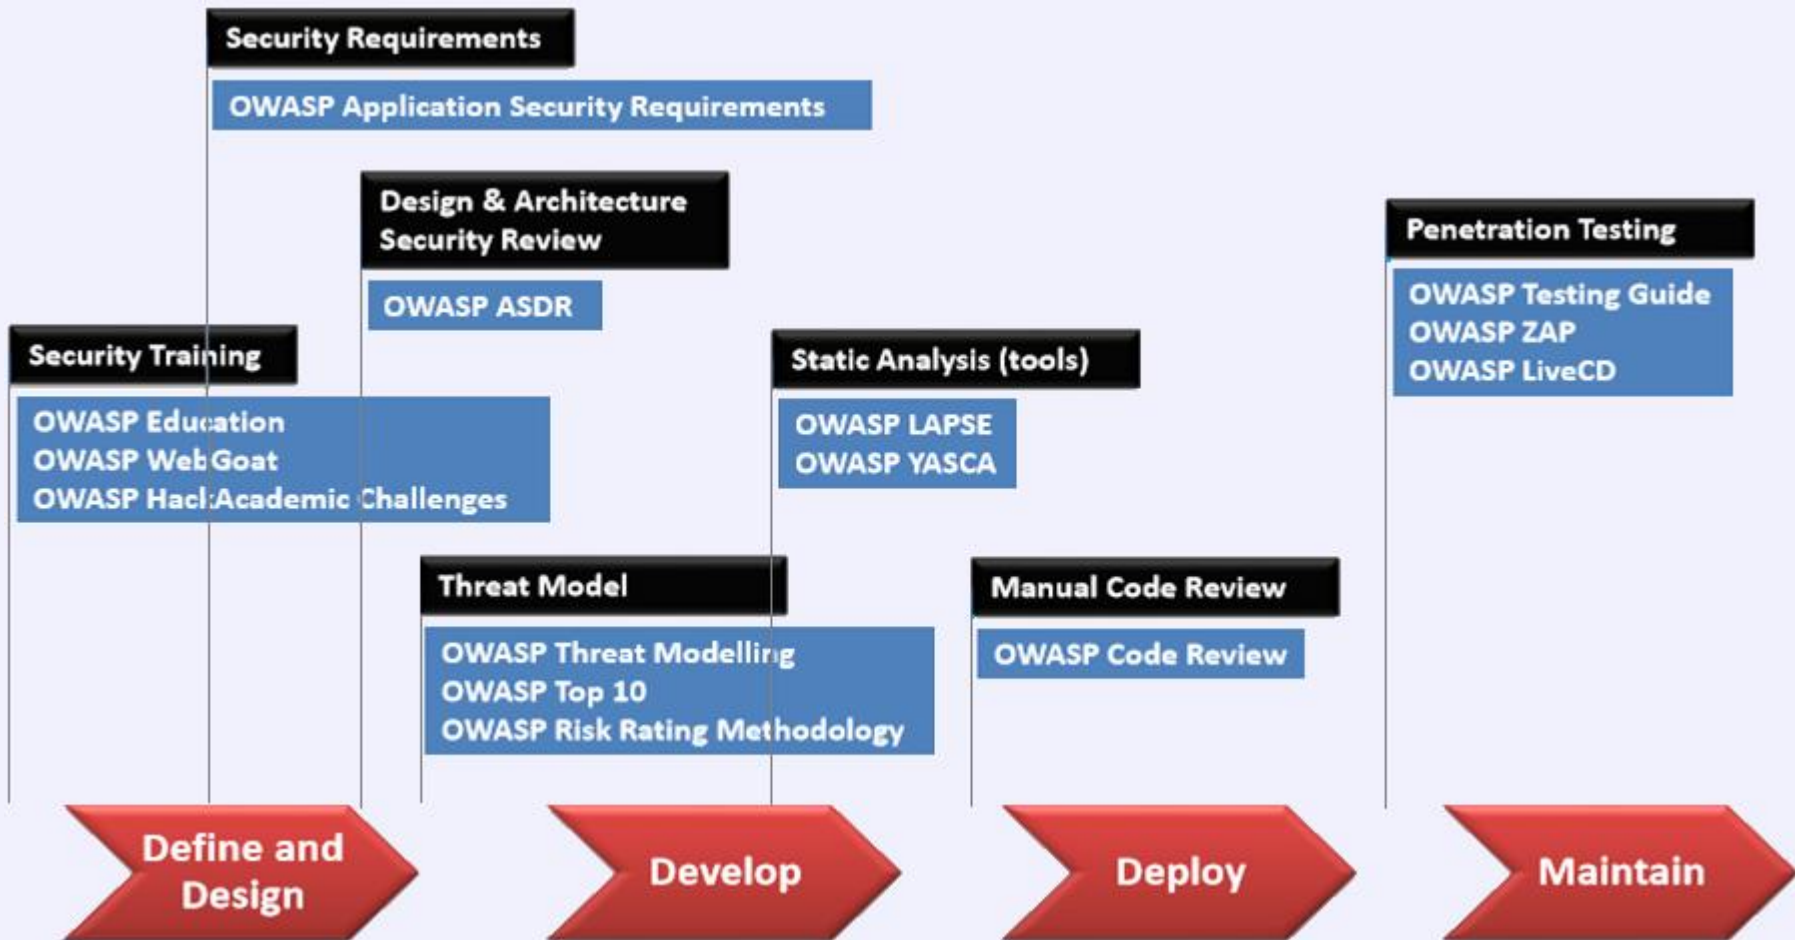 Security Requirements
OWASP Application Security Requirements
Design & Architecture
Security Review
OWASP ASDR
Penetration Testing
OWASP Testing Guide
OWASP ZAP
OWASP LiveCD
Security Training
OWASP Education
OWASP WebGoat
OWASP HackAcademic Challenges
Static Analysis (tools)
OWASP LAPSE
OWASP YASCA
Threat Model
OWASP Threat Modelling
OWASP Top 10
OWASP Risk Rating Methodology
Manual Code Review
OWASP Code Review
Define and
Design
Develop
Deploy
Maintain